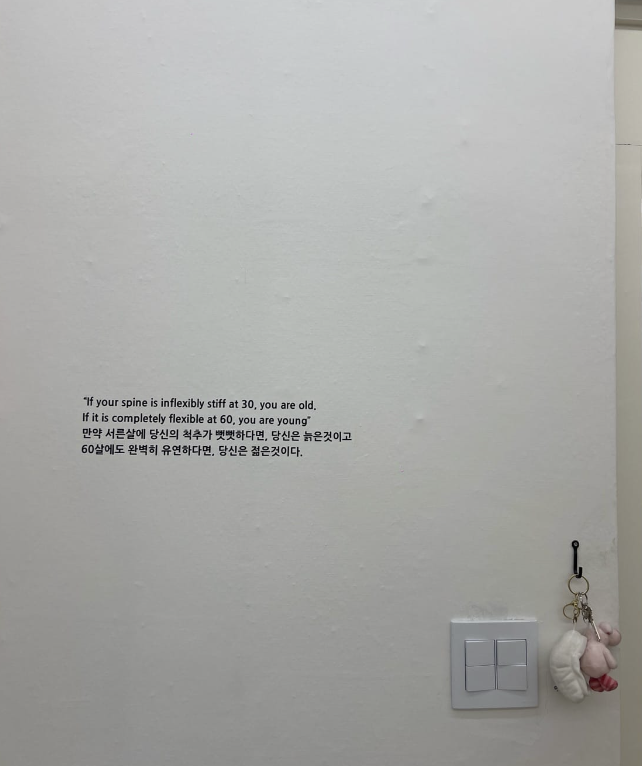 "If your spine is inflexibly stiff at 30, you are old.
If it is completely flexible at 60, you are young"
만약 서른살에 당신의 척추가 뻣뻣하다면, 당신은 늙은것이고
60살에도 완벽히 유연하다면, 당신은 젊은것이다.